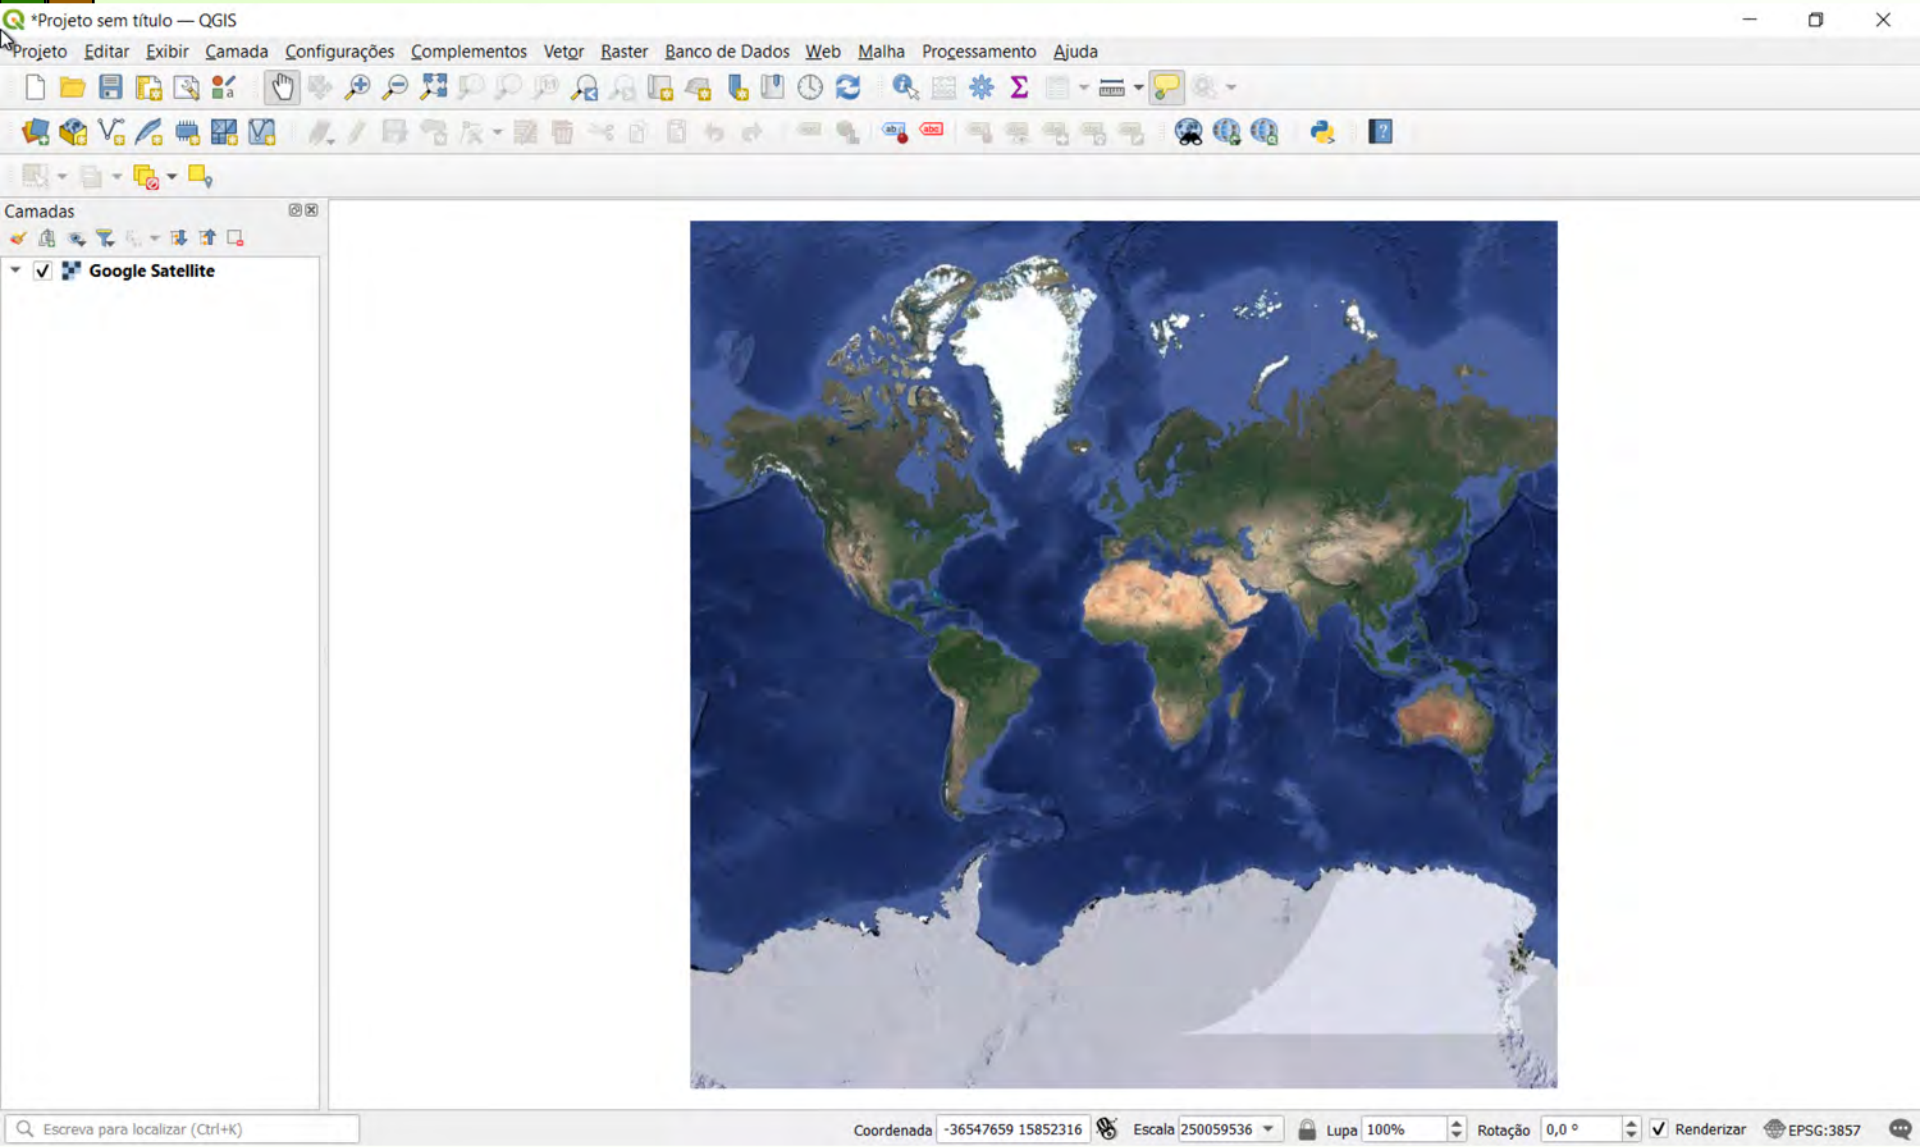 *Projeto sem título — QGIS
Projeto Editar Exibir Camada Configurações Complementos Vetor Raster Banco de Dados Web Malha Processamento Ajuda
Camadas
Google Satellite
Escreva para localizar (Ctrl+K)
Coordenada -36547659 15852316 Escala 250059536 Lupa 100% Rotação 0,0 ° Renderizar EPSG:3857